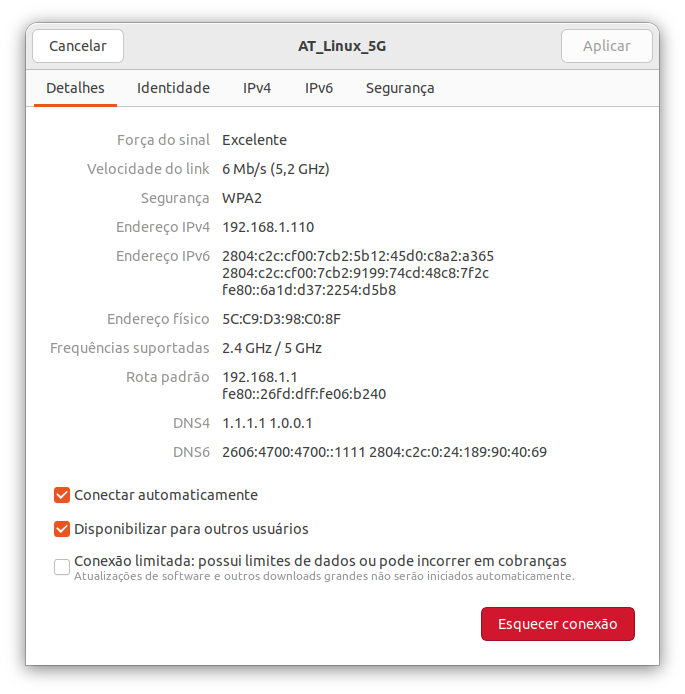 Cancelar AT_Linux_5G Aplicar
Detalhes Identidade IPv4 IPv6 Segurança
Força do sinal Excelente
Velocidade do link 6 Mb/s (5,2 GHz)
Segurança WPA2
Endereço IPv4 192.168.1.110
Endereço IPv6 2804:c2c:cf00:7cb2:5b12:45d0:c8a2:a365
2804:c2c:cf00:7cb2:9199:74cd:48c8:7f2c
fe80::6a1d:d37:2254:d5b8
Endereço físico 5C:C9:D3:98:C0:8F
Frequências suportadas 2.4 GHz / 5 GHz
Rota padrão 192.168.1.1
fe80::26fd:dff:fe06:b240
DNS4 1.1.1.1 1.0.0.1
DNS6 2606:4700:4700::1111 2804:c2c:0:24:189:90:40:69
Conectar automaticamente
Disponibilizar para outros usuários
Conexão limitada: possui limites de dados ou pode incorrer em cobranças
Atualizações de software e outros downloads grandes não serão iniciados automaticamente.
Esquecer conexão